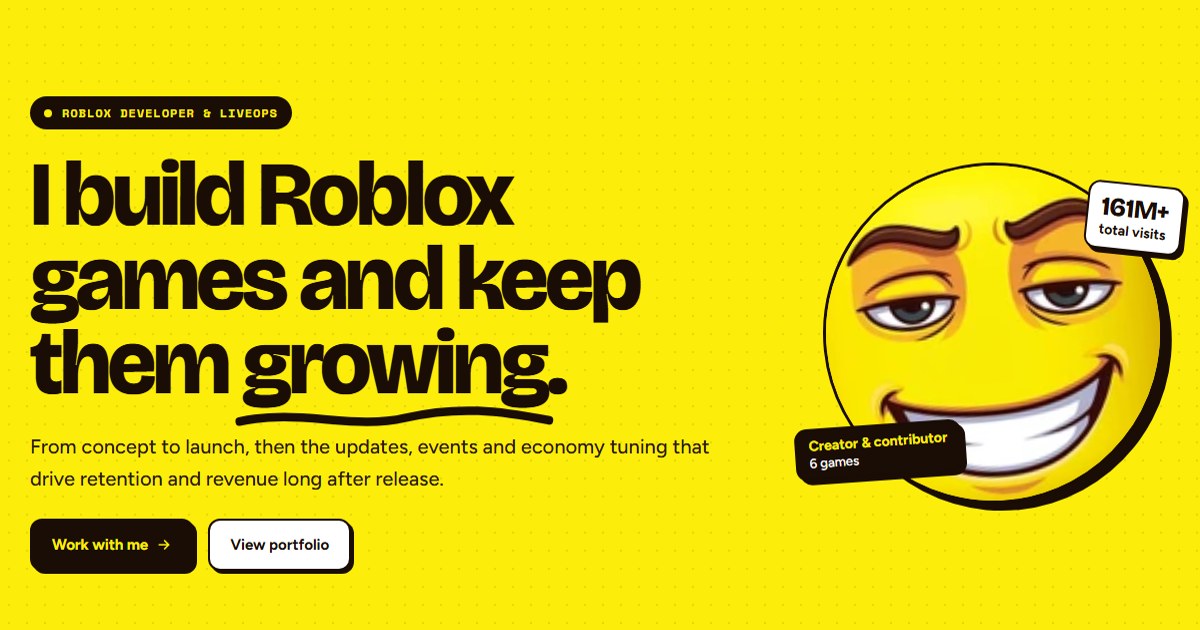 ROBLOX DEVELOPER & LIVEOPS
I build Roblox
games and keep
them growing.
From concept to launch, then the updates, events and economy tuning that
drive retention and revenue long after release.
Work with me →
View portfolio
161M+
total visits
Creator & contributor
6 games